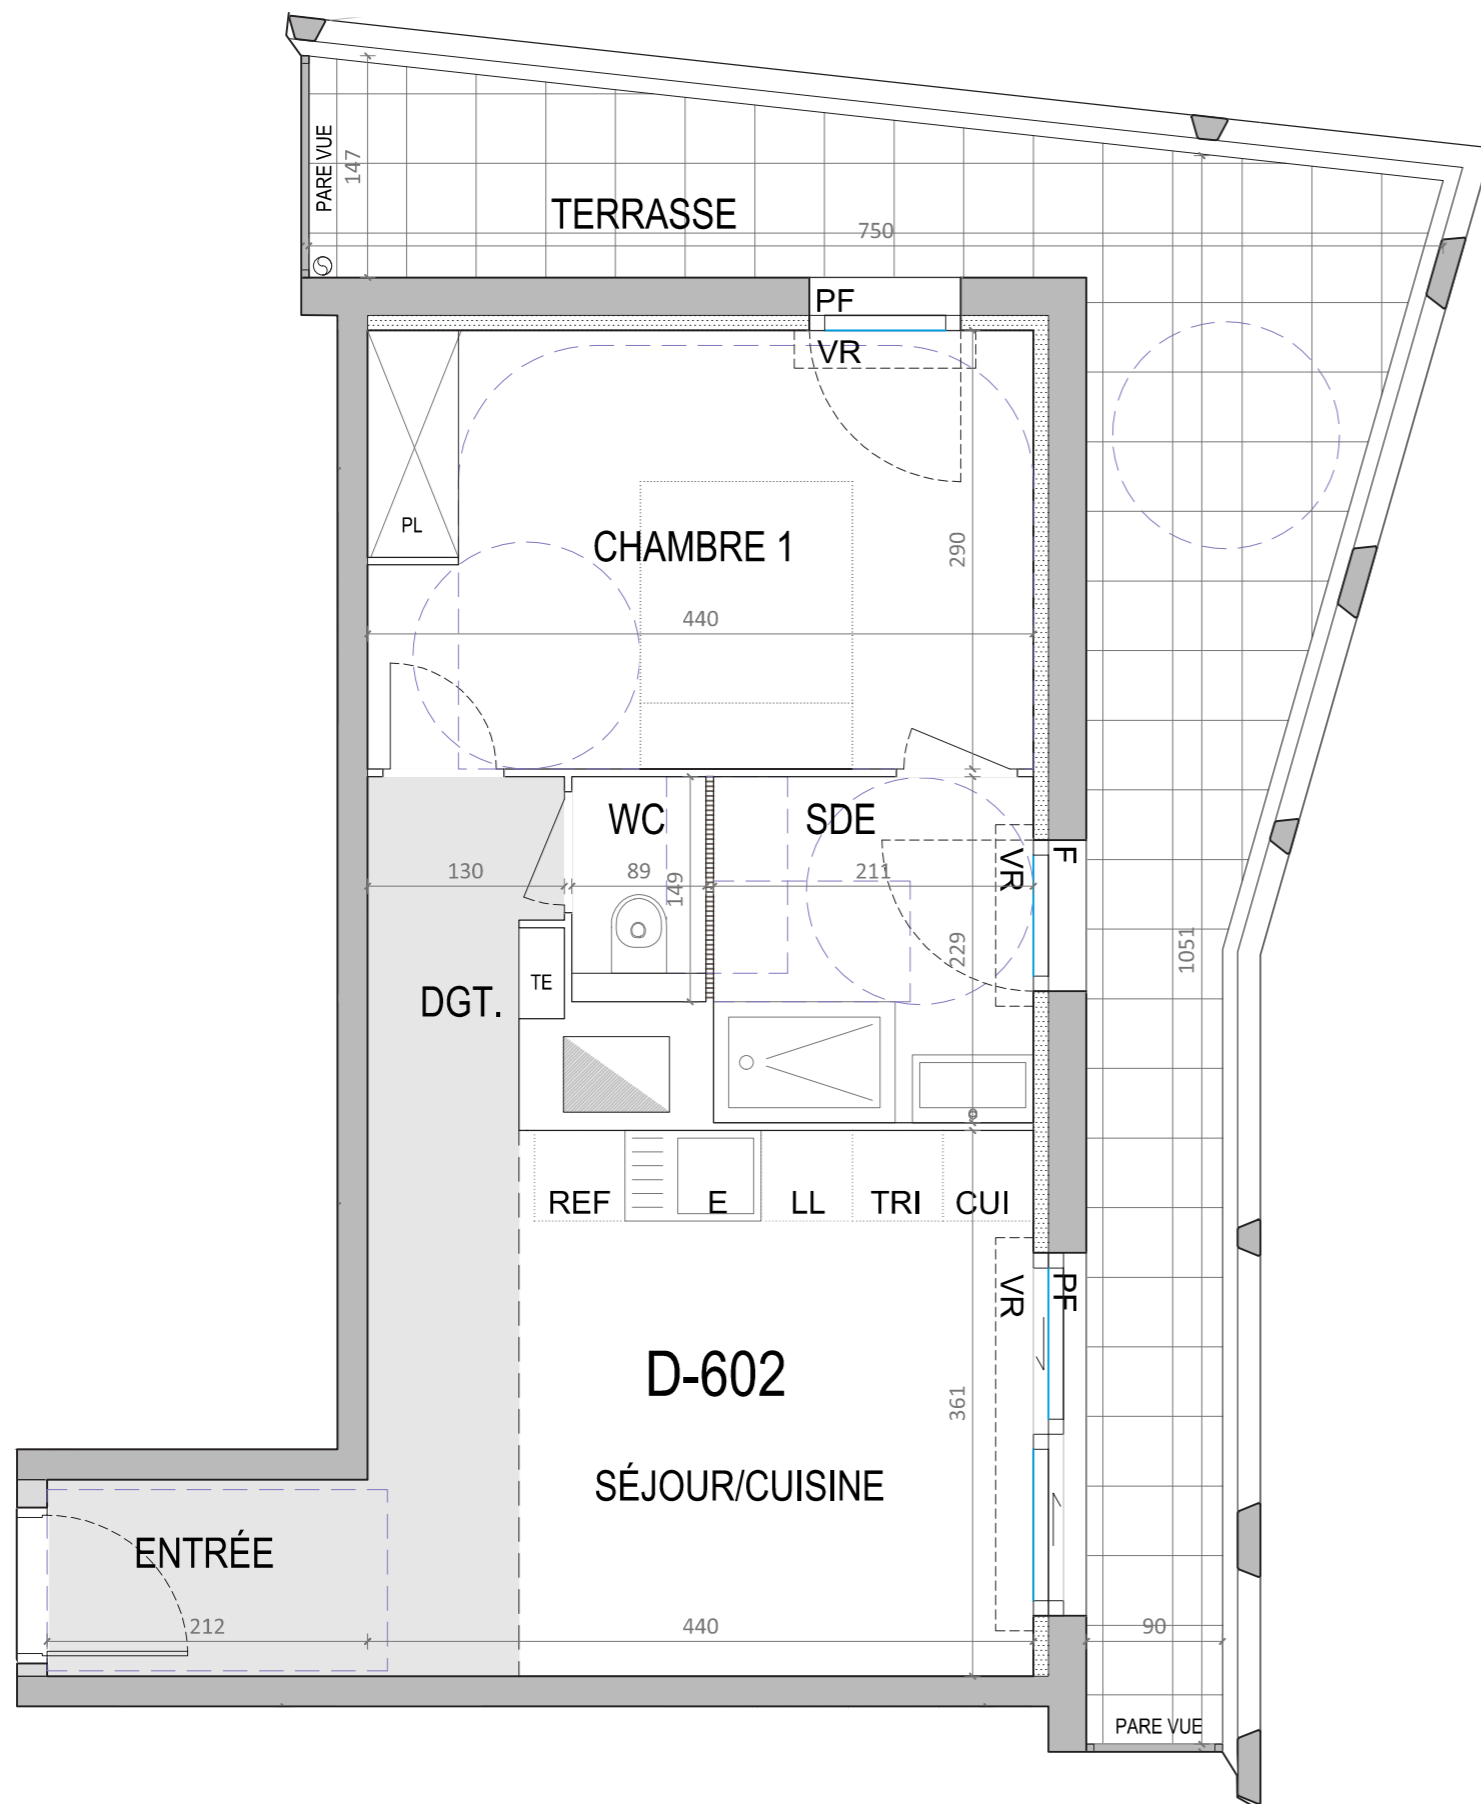 PARE VUE
147
TERRASSE
750
PF
VR
PL
CHAMBRE 1
290
440
WC
SDE
VR
F
130
89
149
211
229
1051
DGT.
TE
9
REF
E
LL
TRI
CUI
VR
PF
D-602
361
SÉJOUR/CUISINE
ENTRÉE
212
440
90
PARE VUE